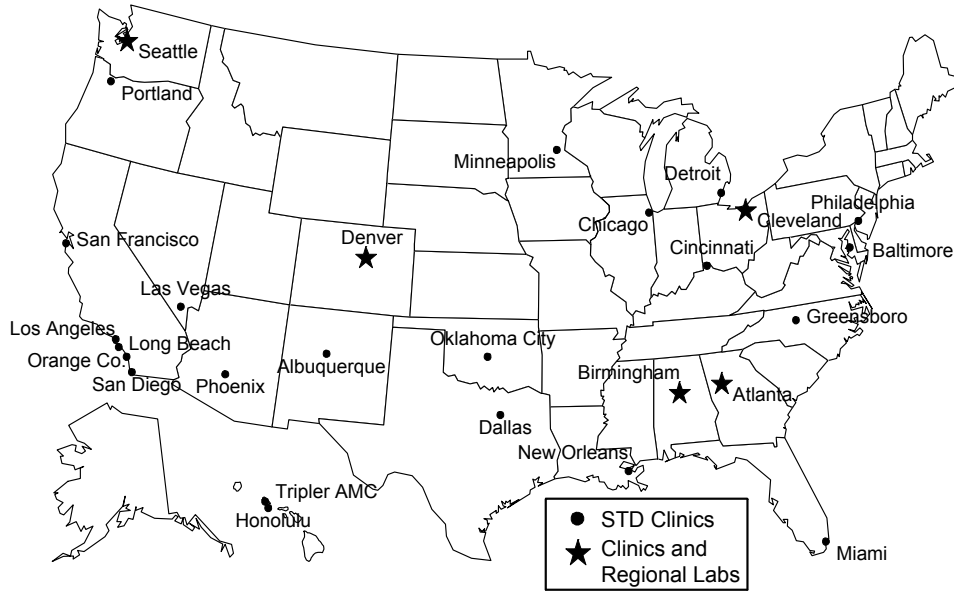 Seattle
Portland
Minneapolis
Detroit
Philadelphia
Chicago
Cleveland
San Francisco
Denver
Cincinnati
Baltimore
Las Vegas
Los Angeles
Long Beach
Oklahoma City
Greensboro
Orange Co.
Albuquerque
Birmingham
San Diego
Phoenix
Atlanta
Dallas
New Orleans
Tripler AMC
Honolulu
STD Clinics
Clinics and
Regional Labs
Miami